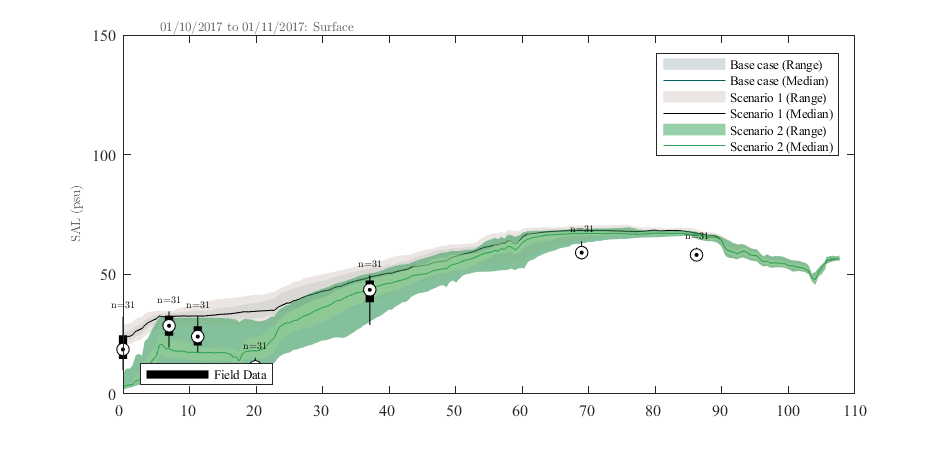 01/10/2017 to 01/11/2017: Surface
150
100
50
0
SAL (psu)
Base case (Range)
Base case (Median)
Scenario 1 (Range)
Scenario 1 (Median)
Scenario 2 (Range)
Scenario 2 (Median)
n=31
n=31
n=31
n=31
n=31
n=31
n=31
Field Data
0 10 20 30 40 50 60 70 80 90 100 110